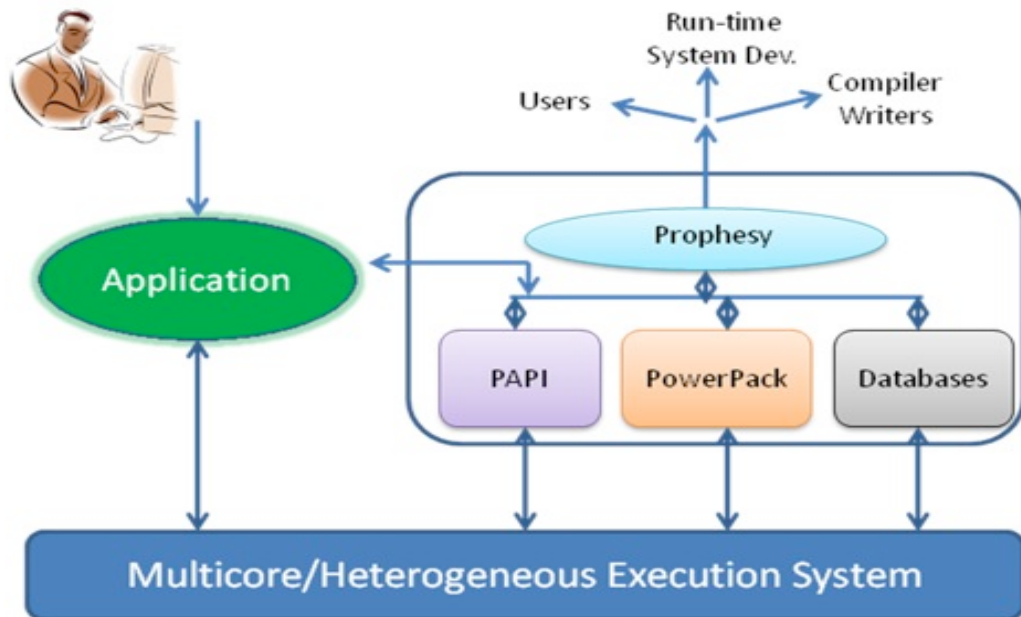 Run-time
System Dev.
Users
Compiler
Writers
Prophesy
Application
PAPI
PowerPack
Databases
Multicore/Heterogeneous Execution System